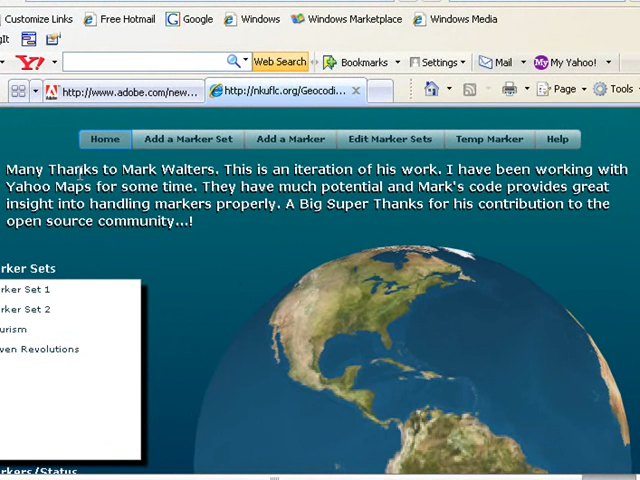 Customize Links Free Hotmail Google Windows Windows Marketplace Windows Media
gIt
Y! Web Search Bookmarks Settings Mail My Yahoo!
http://www.adobe.com/new... http://nkuflc.org/Geocodi... Page Tools
Home Add a Marker Set Add a Marker Edit Marker Sets Temp Marker Help
Many Thanks to Mark Walters. This is an iteration of his work. I have been working with
Yahoo Maps for some time. They have much potential and Mark's code provides great
insight into handling markers properly. A Big Super Thanks for his contribution to the
open source community...!
rker Sets
rker Set 1
rker Set 2
urism
ven Revolutions
rkers/Status